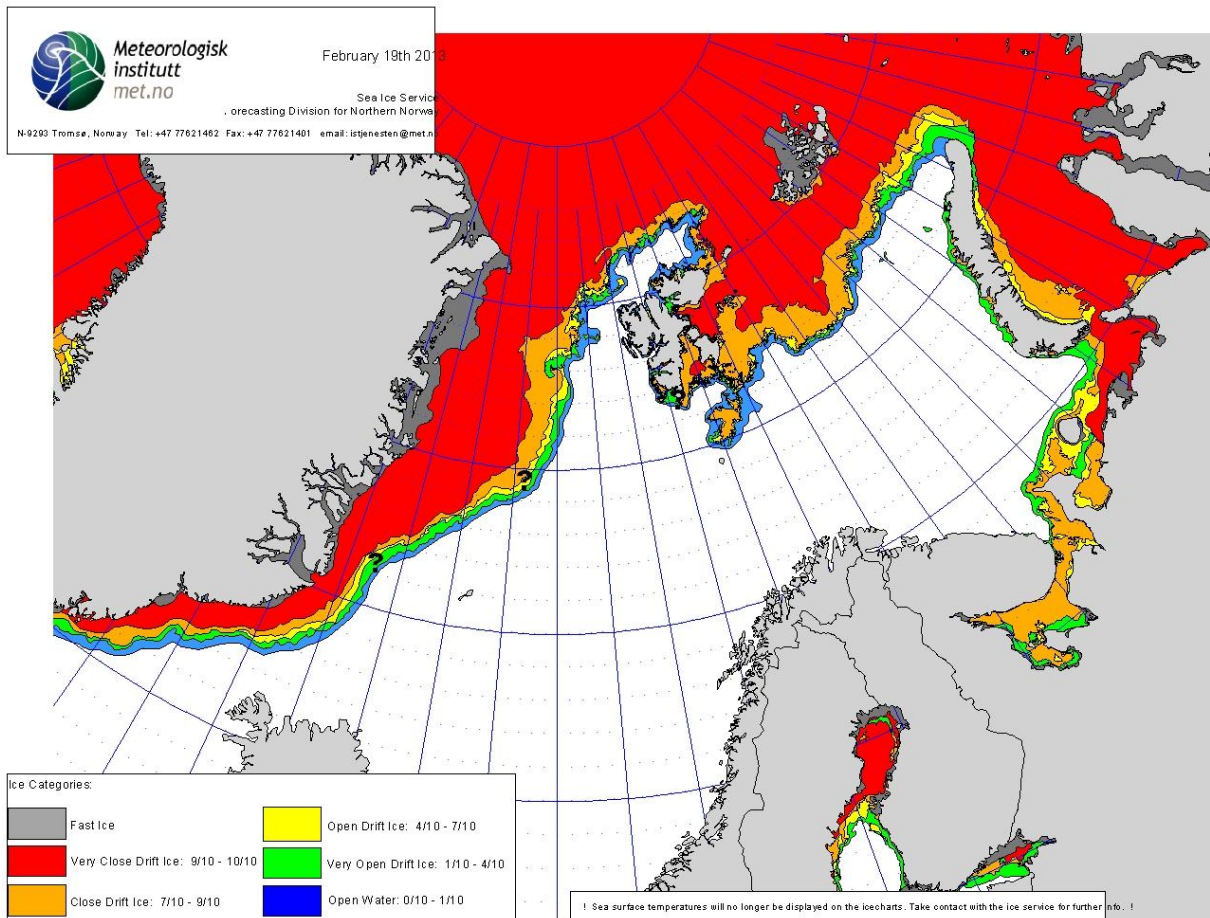 Meteorologisk
institutt
met.no
February 19th 2013
Sea Ice Service
. orecasting Division for Northern Norway
N-9293 Tromsø, Norway Tel: +47 77621462 Fax: +47 77621401 email: istjenesten@met.n
?
?
Ice Categories:
Fast Ice
Very Close Drift Ice: 9/10 - 10/10
Close Drift Ice: 7/10 - 9/10
Open Drift Ice: 4/10 - 7/10
Very Open Drift Ice: 1/10 - 4/10
Open Water: 0/10 - 1/10
! Sea surface temperatures will no longer be displayed on the icecharts. Take contact with the ice service for further nfo. !